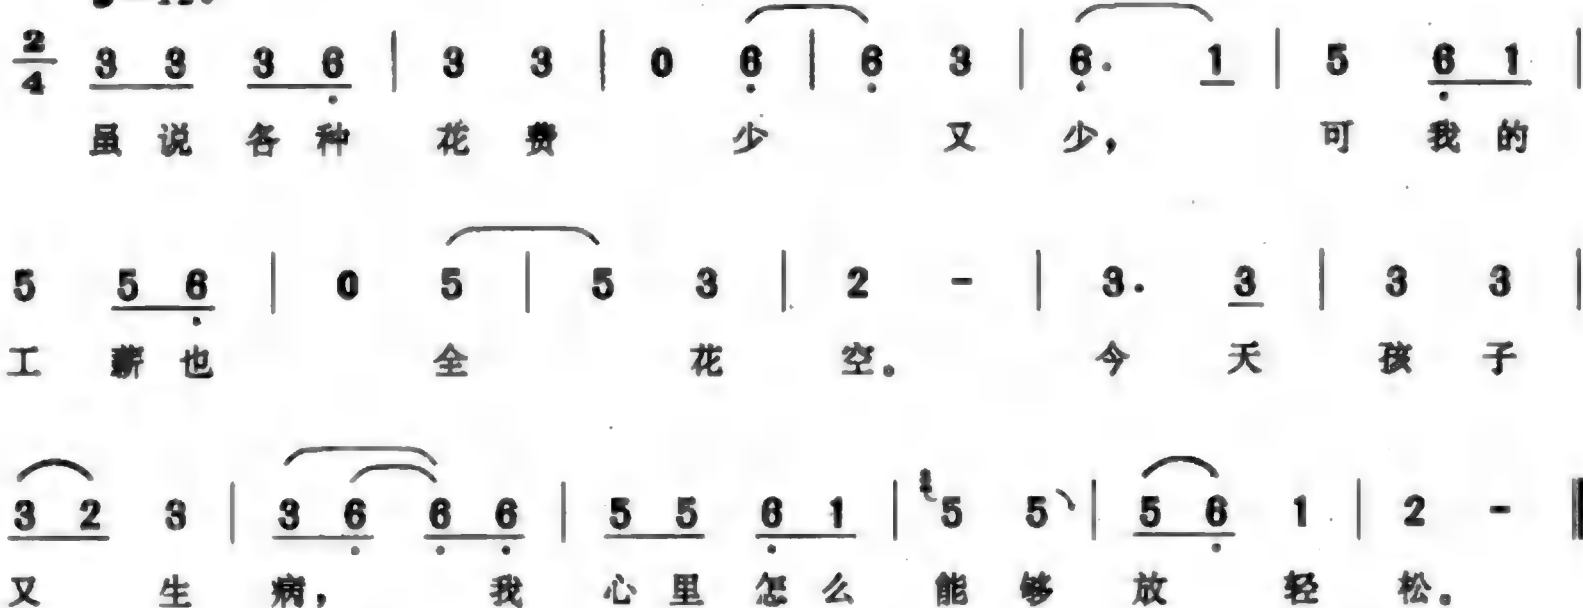 2/4 3 3 3 6 | 3 3 | 0 6 | 6 3 | 6. 1 | 5 6 1 |
虽说各种花费少又少，可我的
5 5 6 | 0 5 | 5 3 | 2 - | 3. 3 | 3 3 |
工薪也全花空。今天孩子
3 2 3 | 3 6 6 6 | 5 5 6 1 | 5 5 | 5 6 1 | 2 - ‖
又生病，我心里怎么能够放轻松。